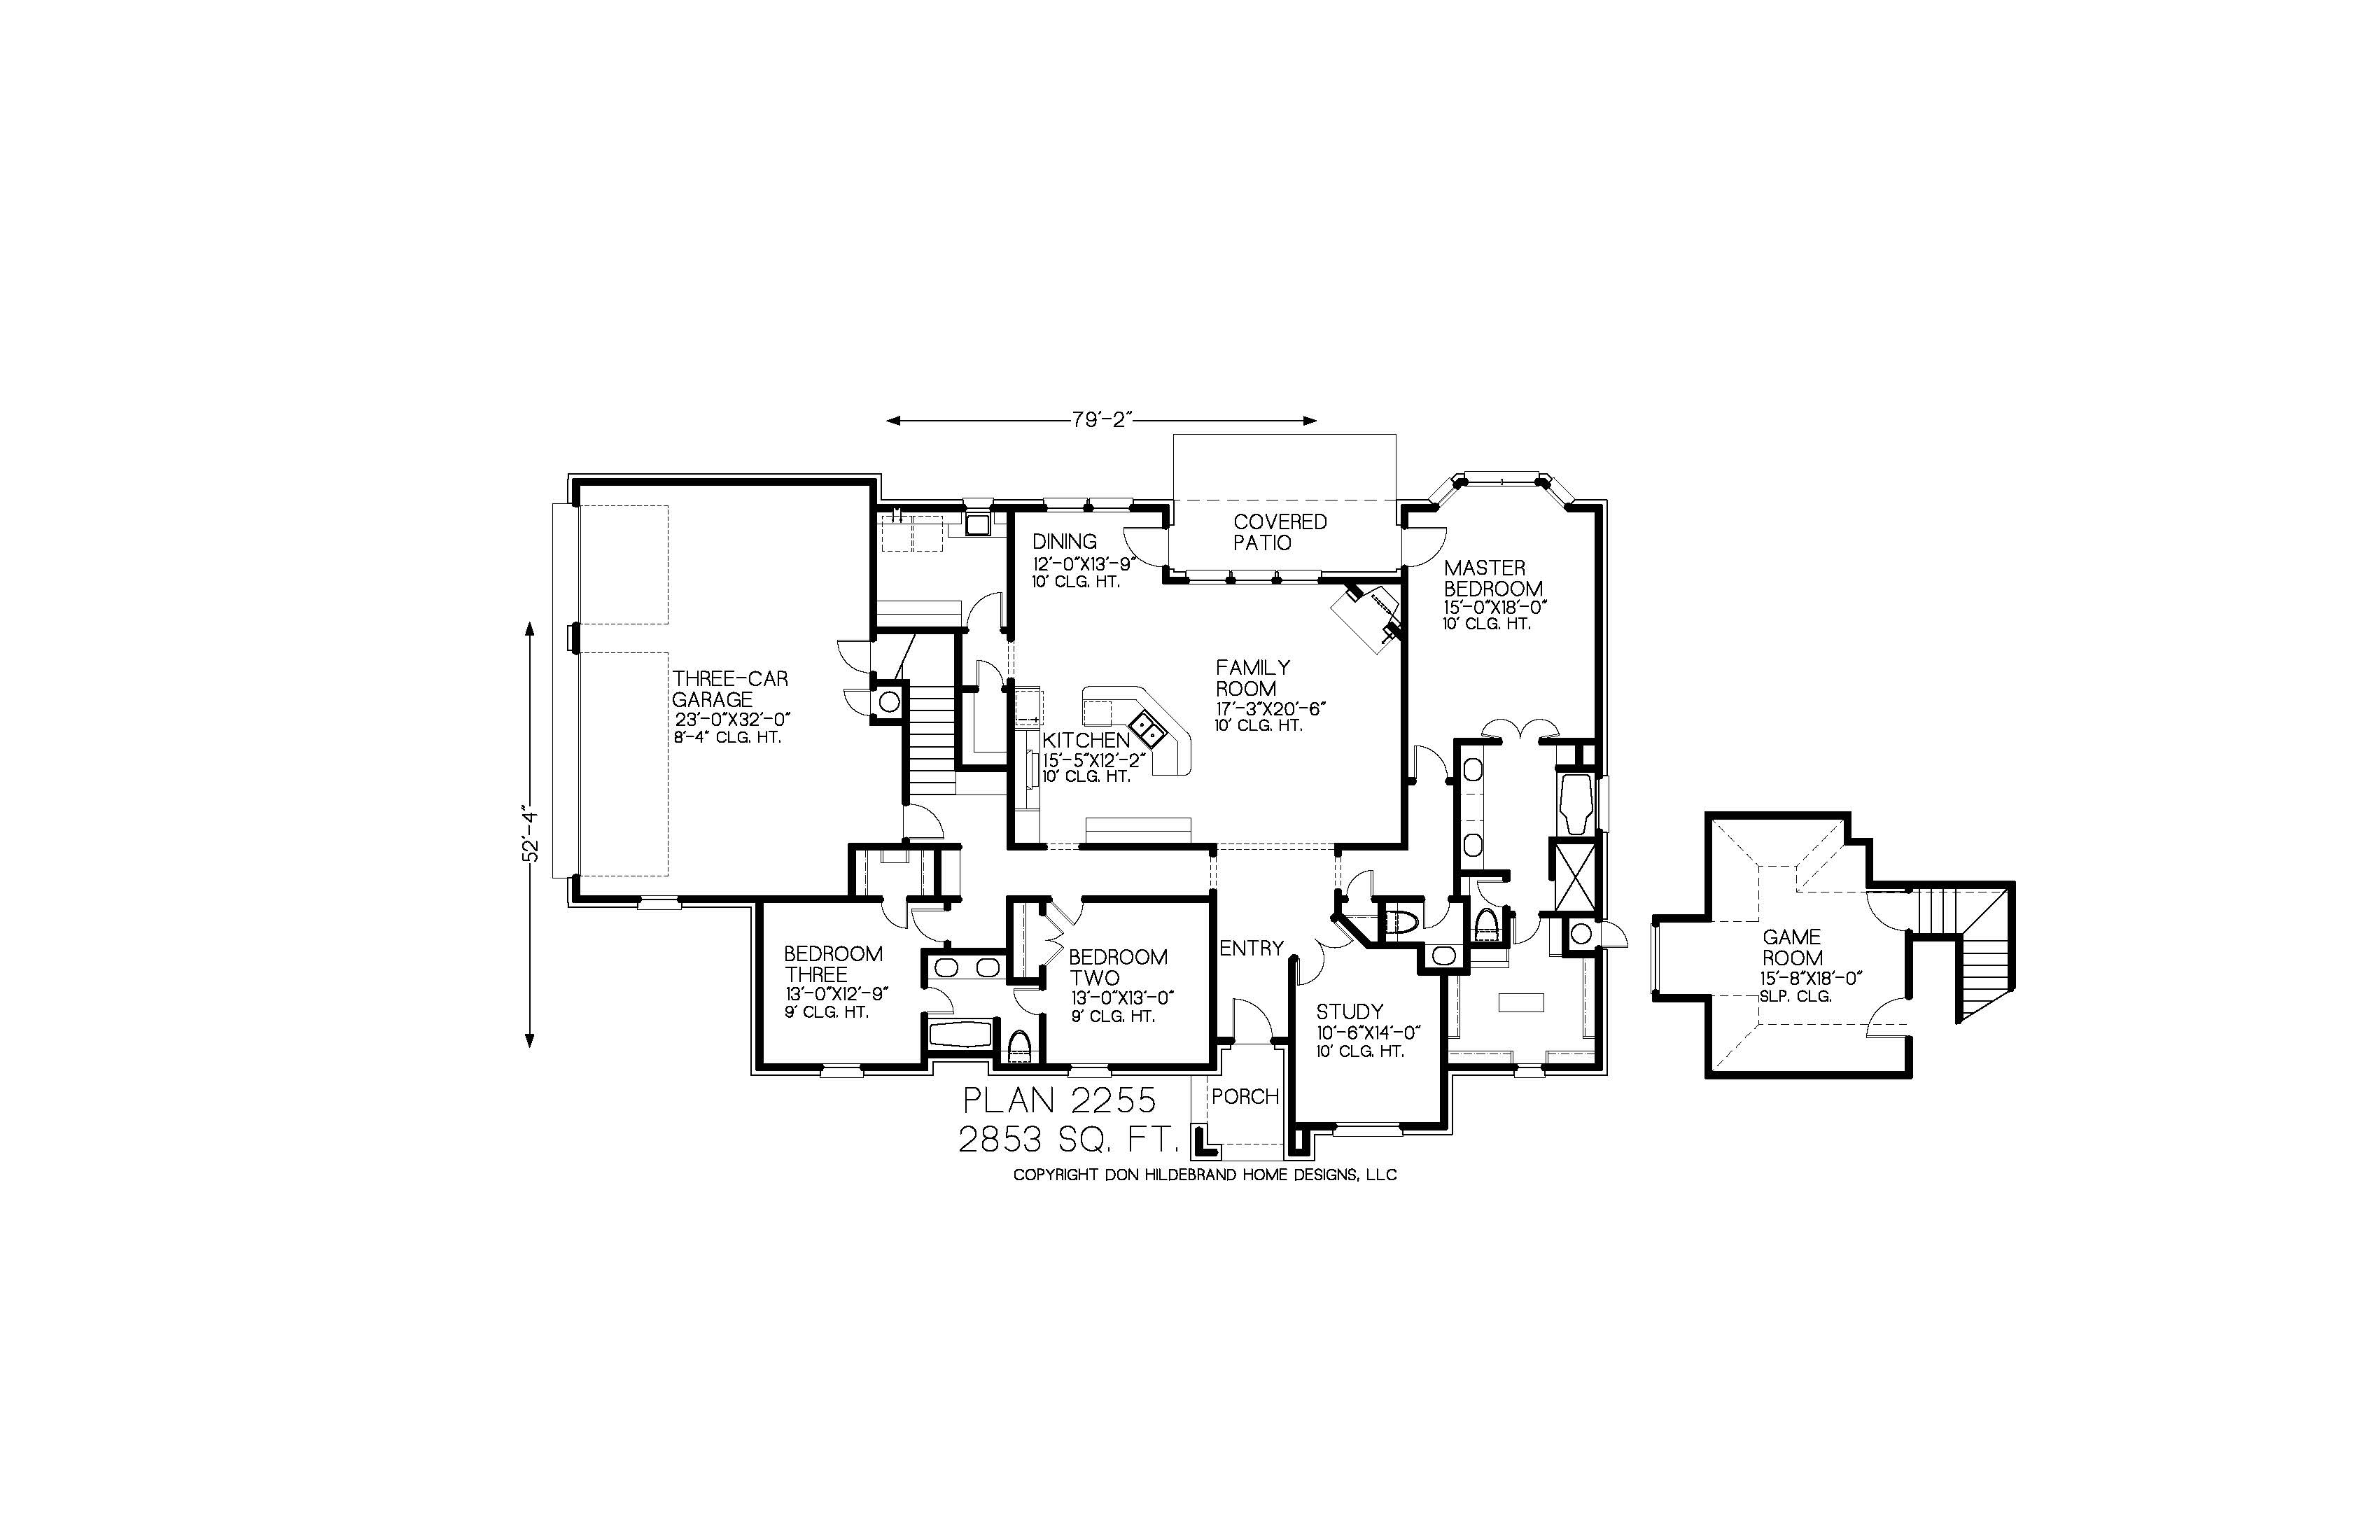 79'-2"
COVERED
PATIO
DINING
12'-0"X13'-9"
10' CLG. HT.
MASTER
BEDROOM
15'-0"X18'-0"
10' CLG. HT.
THREE-CAR
GARAGE
23'-0"X32'-0"
8'-4" CLG. HT.
FAMILY
ROOM
17'-3"X20'-6"
10' CLG. HT.
KITCHEN
15'-5"X12'-2"
10' CLG. HT.
52'-4"
BEDROOM
THREE
13'-0"X12'-9"
9' CLG. HT.
BEDROOM
TWO
13'-0"X13'-0"
9' CLG. HT.
ENTRY
STUDY
10'-6"X14'-0"
10' CLG. HT.
GAME
ROOM
15'-8"X18'-0"
SLP. CLG.
PORCH
PLAN 2255
2853 SQ. FT.
COPYRIGHT DON HILDEBRAND HOME DESIGNS, LLC